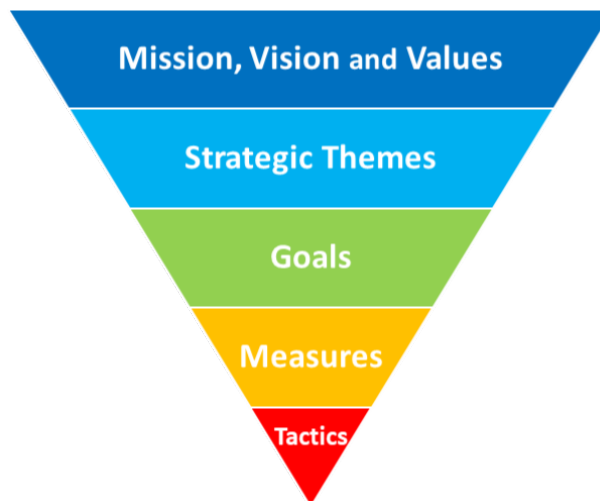 Mission, Vision and Values
Strategic Themes
Goals
Measures
Tactics